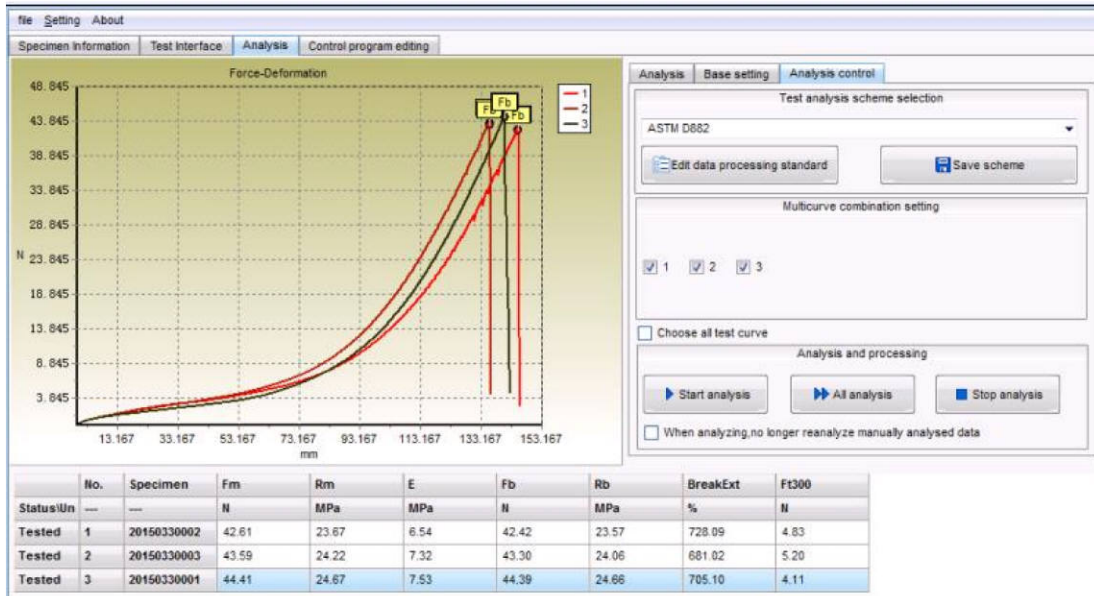 file Setting About
Specimen Information Test Interface Analysis Control program editing
Force-Deformation
48.845
43.845
38.845
33.845
28.845
N 23.845
18.845
13.845
8.845
3.845
13.167 33.167 53.167 73.167 93.167 113.167 133.167 153.167
mm
Fb Fb Fb
1
2
3
Analysis Base setting Analysis control
Test analysis scheme selection
ASTM D882
Edit data processing standard Save scheme
Multicurve combination setting
1 2 3
Choose all test curve
Analysis and processing
Start analysis All analysis Stop analysis
When analyzing,no longer reanalyze manually analysed data
No. Specimen Fm Rm E Fb Rb BreakExt Ft300
Status\Un --- --- N MPa MPa N MPa % N
Tested 1 20150330002 42.61 23.67 6.54 42.42 23.57 728.09 4.83
Tested 2 20150330003 43.59 24.22 7.32 43.30 24.06 681.02 5.20
Tested 3 20150330001 44.41 24.67 7.53 44.39 24.66 705.10 4.11